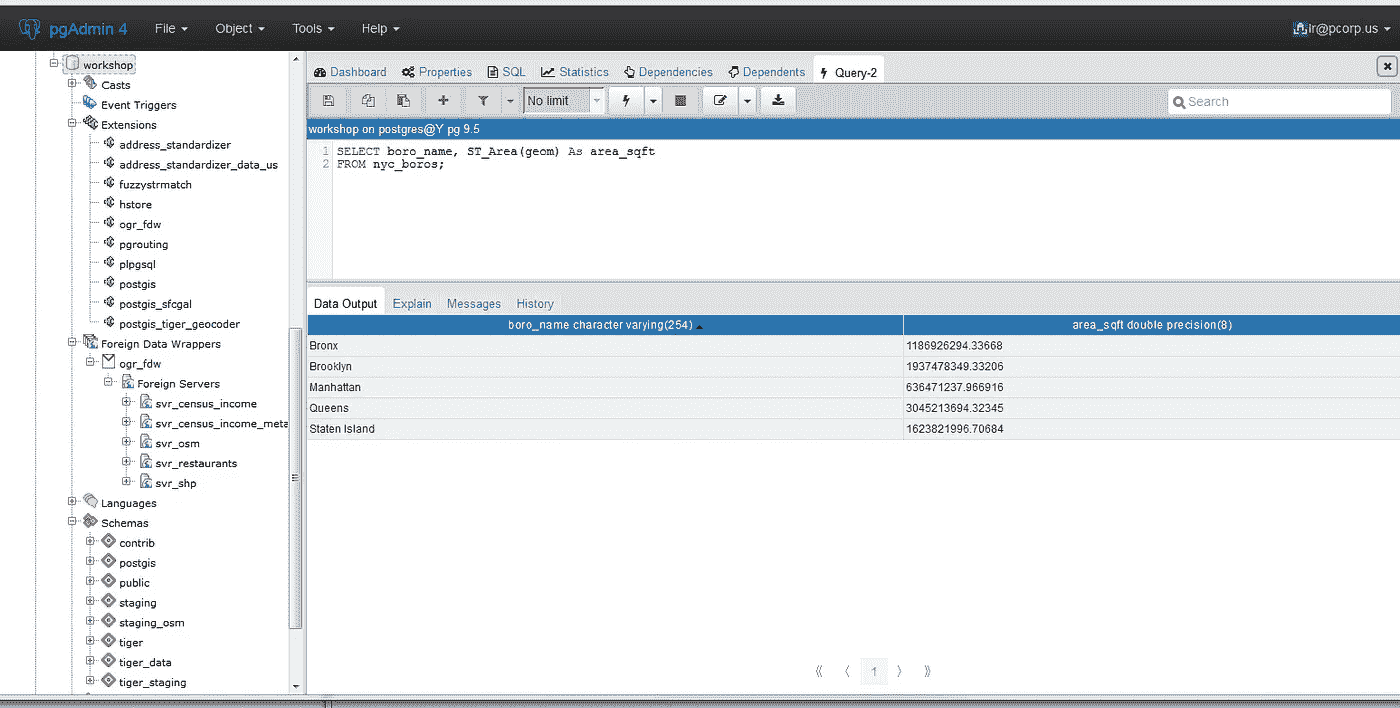 pgAdmin 4 File Object Tools Help lr@pcorp.us
workshop
Casts
Event Triggers
Extensions
address_standardizer
address_standardizer_data_us
fuzzystrmatch
hstore
ogr_fdw
pgrouting
plpgsql
postgis
postgis_sfcgal
postgis_tiger_geocoder
Foreign Data Wrappers
ogr_fdw
Foreign Servers
svr_census_income
svr_census_income_meta
svr_osm
svr_restaurants
svr_shp
Languages
Schemas
contrib
postgis
public
staging
staging_osm
tiger
tiger_data
tiger_staging
Dashboard Properties SQL Statistics Dependencies Dependents Query-2
No limit Search
workshop on postgres@Y pg 9.5
1 SELECT boro_name, ST_Area(geom) As area_sqft
2 FROM nyc_boros;
Data Output Explain Messages History
boro_name character varying(254) area_sqft double precision(8)
Bronx 1186926294.33668
Brooklyn 1937478349.33206
Manhattan 636471237.966916
Queens 3045213694.32345
Staten Island 1623821996.70684
《 〈 1 〉 》